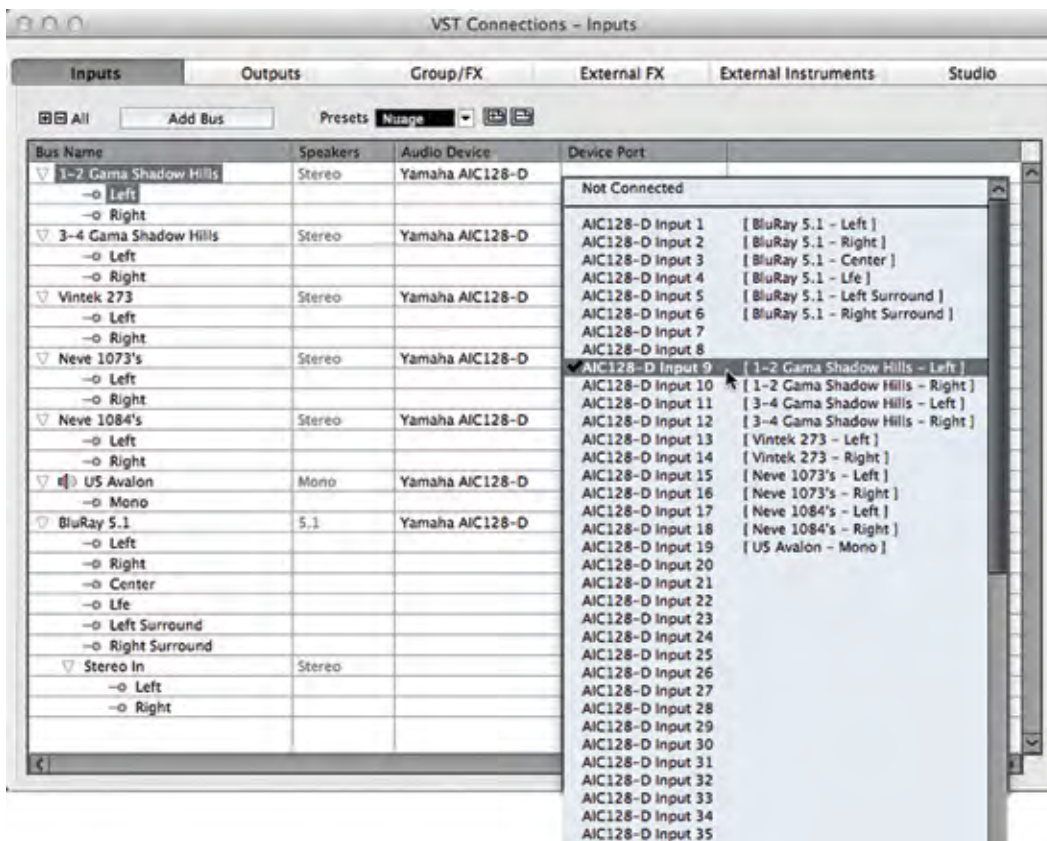 VST Connections – Inputs
Inputs Outputs Group/FX External FX External Instruments Studio
All Add Bus Presets Nuage
Bus Name Speakers Audio Device Device Port
1-2 Gama Shadow Hills Stereo Yamaha AIC128-D
Left
Right
3-4 Gama Shadow Hills Stereo Yamaha AIC128-D
Left
Right
Vintek 273 Stereo Yamaha AIC128-D
Left
Right
Neve 1073's Stereo Yamaha AIC128-D
Left
Right
Neve 1084's Stereo Yamaha AIC128-D
Left
Right
US Avalon Mono Yamaha AIC128-D
Mono
BluRay 5.1 5.1 Yamaha AIC128-D
Left
Right
Center
Lfe
Left Surround
Right Surround
Stereo In Stereo
Left
Right
Not Connected
AIC128-D Input 1 [ BluRay 5.1 - Left ]
AIC128-D Input 2 [ BluRay 5.1 - Right ]
AIC128-D Input 3 [ BluRay 5.1 - Center ]
AIC128-D Input 4 [ BluRay 5.1 - Lfe ]
AIC128-D Input 5 [ BluRay 5.1 - Left Surround ]
AIC128-D Input 6 [ BluRay 5.1 - Right Surround ]
AIC128-D Input 7
AIC128-D Input 8
AIC128-D Input 9 [ 1-2 Gama Shadow Hills - Left ]
AIC128-D Input 10 [ 1-2 Gama Shadow Hills - Right ]
AIC128-D Input 11 [ 3-4 Gama Shadow Hills - Left ]
AIC128-D Input 12 [ 3-4 Gama Shadow Hills - Right ]
AIC128-D Input 13 [ Vintek 273 - Left ]
AIC128-D Input 14 [ Vintek 273 - Right ]
AIC128-D Input 15 [ Neve 1073's - Left ]
AIC128-D Input 16 [ Neve 1073's - Right ]
AIC128-D Input 17 [ Neve 1084's - Left ]
AIC128-D Input 18 [ Neve 1084's - Right ]
AIC128-D Input 19 [ US Avalon - Mono ]
AIC128-D Input 20
AIC128-D Input 21
AIC128-D Input 22
AIC128-D Input 23
AIC128-D Input 24
AIC128-D Input 25
AIC128-D Input 26
AIC128-D Input 27
AIC128-D Input 28
AIC128-D Input 29
AIC128-D Input 30
AIC128-D Input 31
AIC128-D Input 32
AIC128-D Input 33
AIC128-D Input 34
AIC128-D Input 35